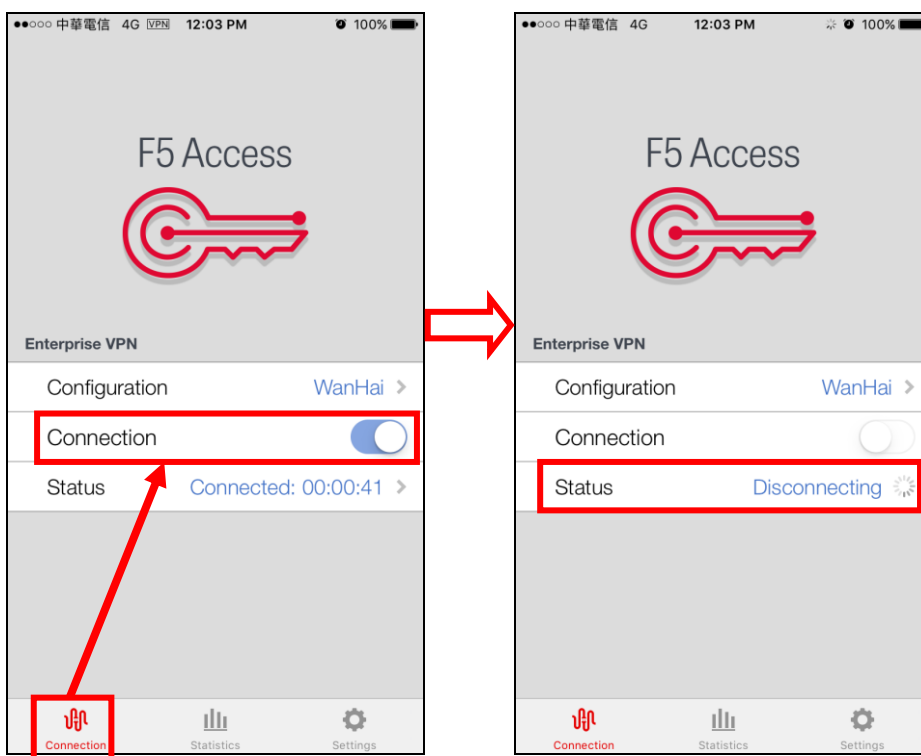 中華電信 4G VPN 12:03 PM 100%
F5 Access
Enterprise VPN
Configuration WanHai
Connection
Status Connected: 00:00:41
Connection Statistics Settings
中華電信 4G 12:03 PM 100%
F5 Access
Enterprise VPN
Configuration WanHai
Connection
Status Disconnecting
Connection Statistics Settings